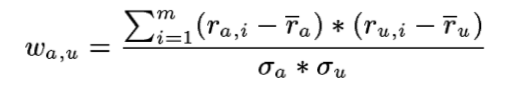 w_{a,u} = \frac{\sum_{i=1}^{m}(r_{a,i} - \overline{r}_a) * (r_{u,i} - \overline{r}_u)}{\sigma_a * \sigma_u}